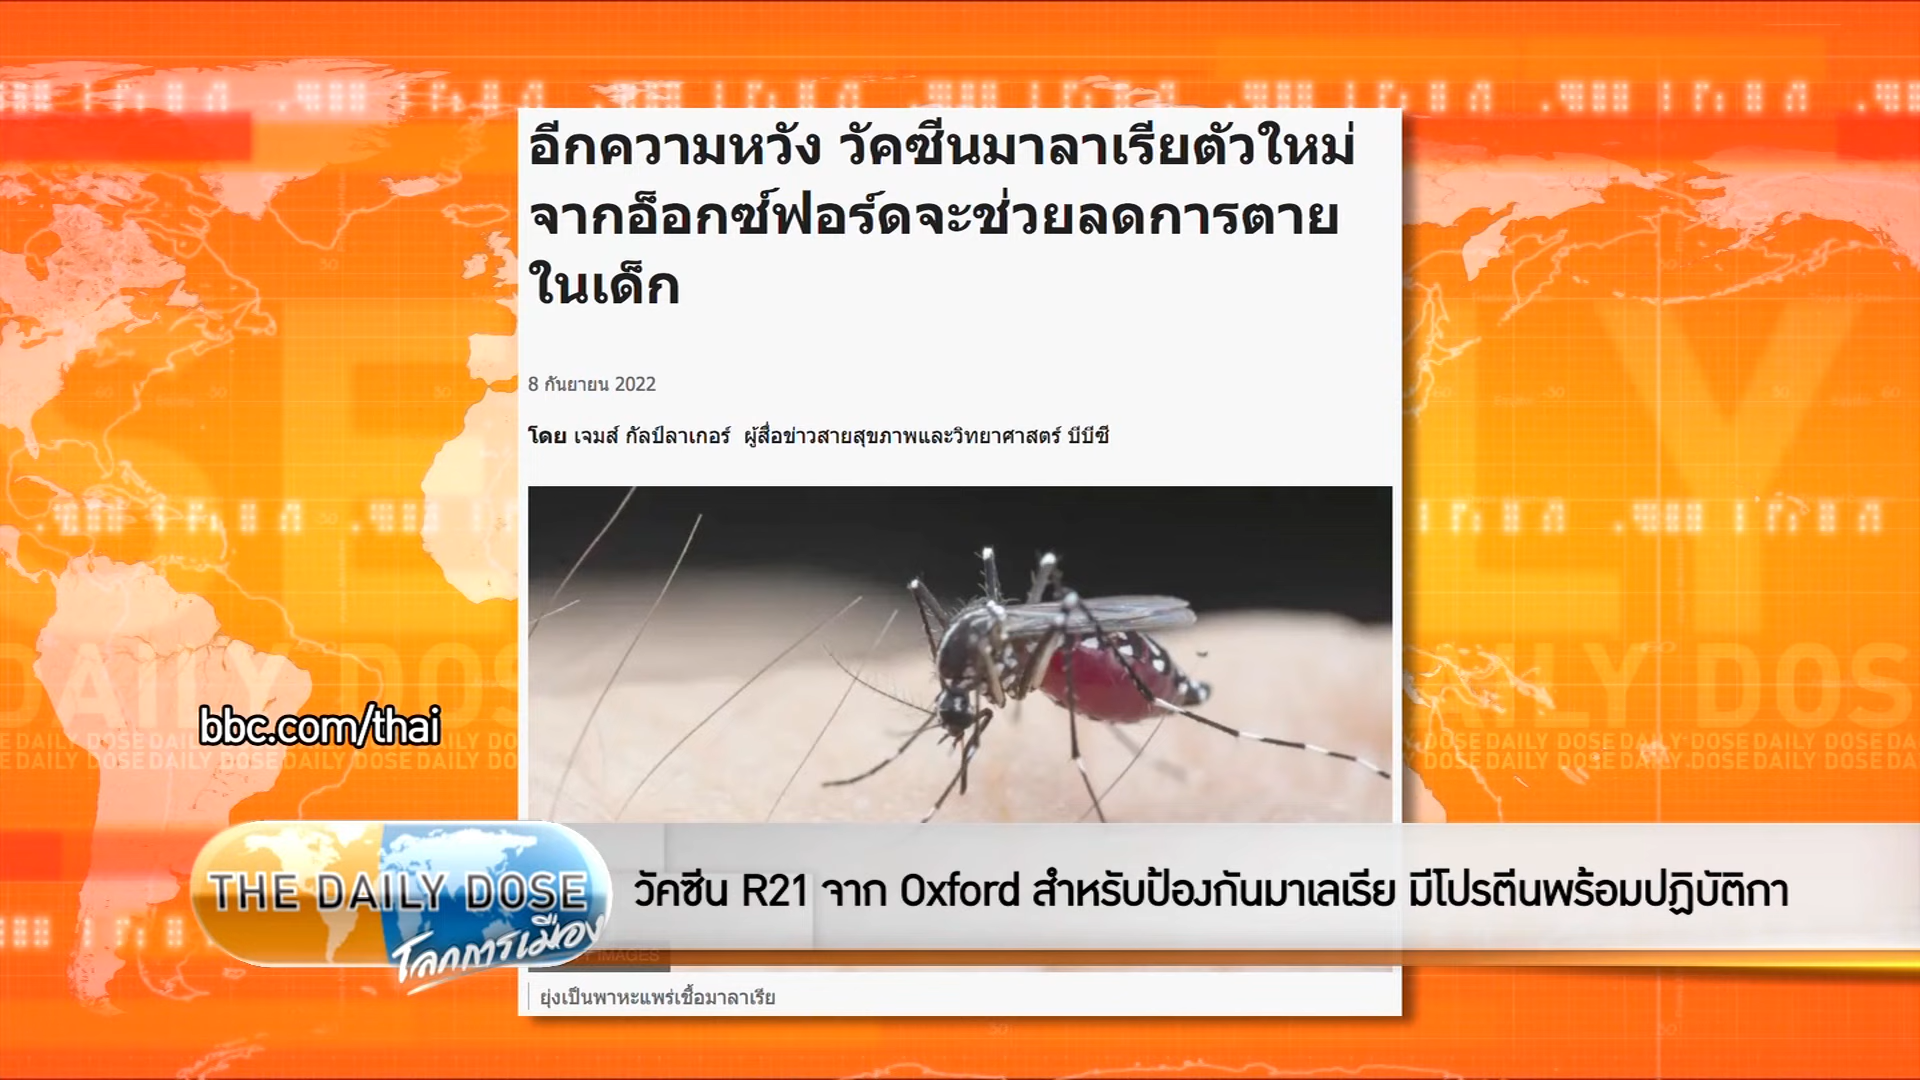 อีกความหวัง วัคซีนมาลาเรียตัวใหม่
จากอ็อกซ์ฟอร์ดจะช่วยลดการตาย
ในเด็ก
8 กันยายน 2022
โดย เจมส์ กัลป์ลาเกอร์ ผู้สื่อข่าวสายสุขภาพและวิทยาศาสตร์ บีบีซี
bbc.com/thai
THE DAILY DOSE
โลกการเมือง
วัคซีน R21 จาก Oxford สำหรับป้องกันมาเลเรีย มีโปรตีนพร้อมปฏิบัติกา
IMAGES
ยุงเป็นพาหะแพร่เชื้อมาลาเรีย
DAILY DOSE